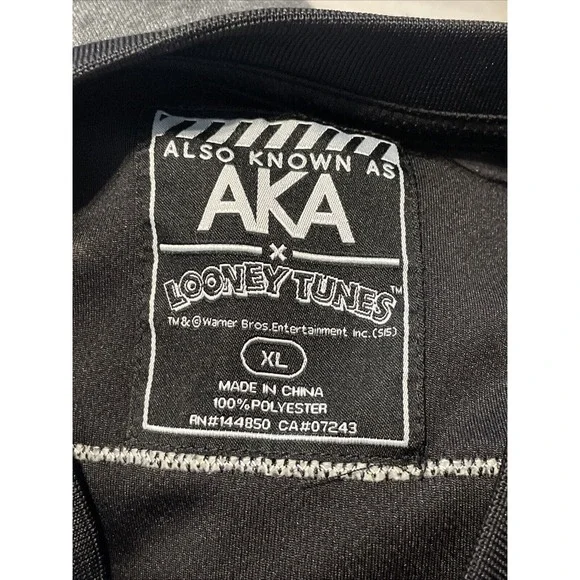 ALSO KNOWN AS
AKA
X
LOONEY TUNES™
TM & © Warner Bros. Entertainment Inc. (S15)
XL
MADE IN CHINA
100% POLYESTER
RN#144850 CA#07243